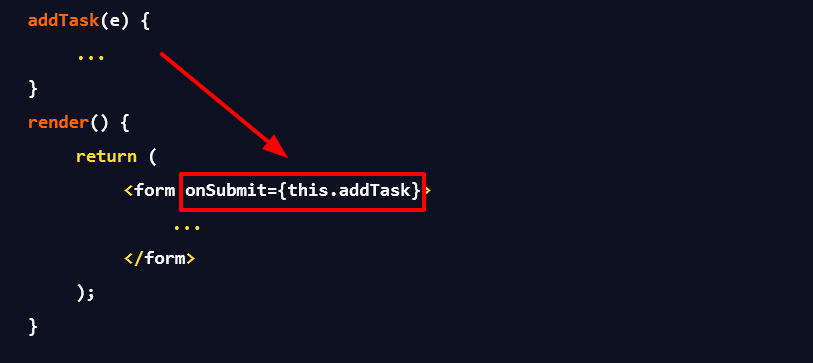 addTask(e) {
...
}
render() {
return (
<form onSubmit={this.addTask}>
...
</form>
);
}